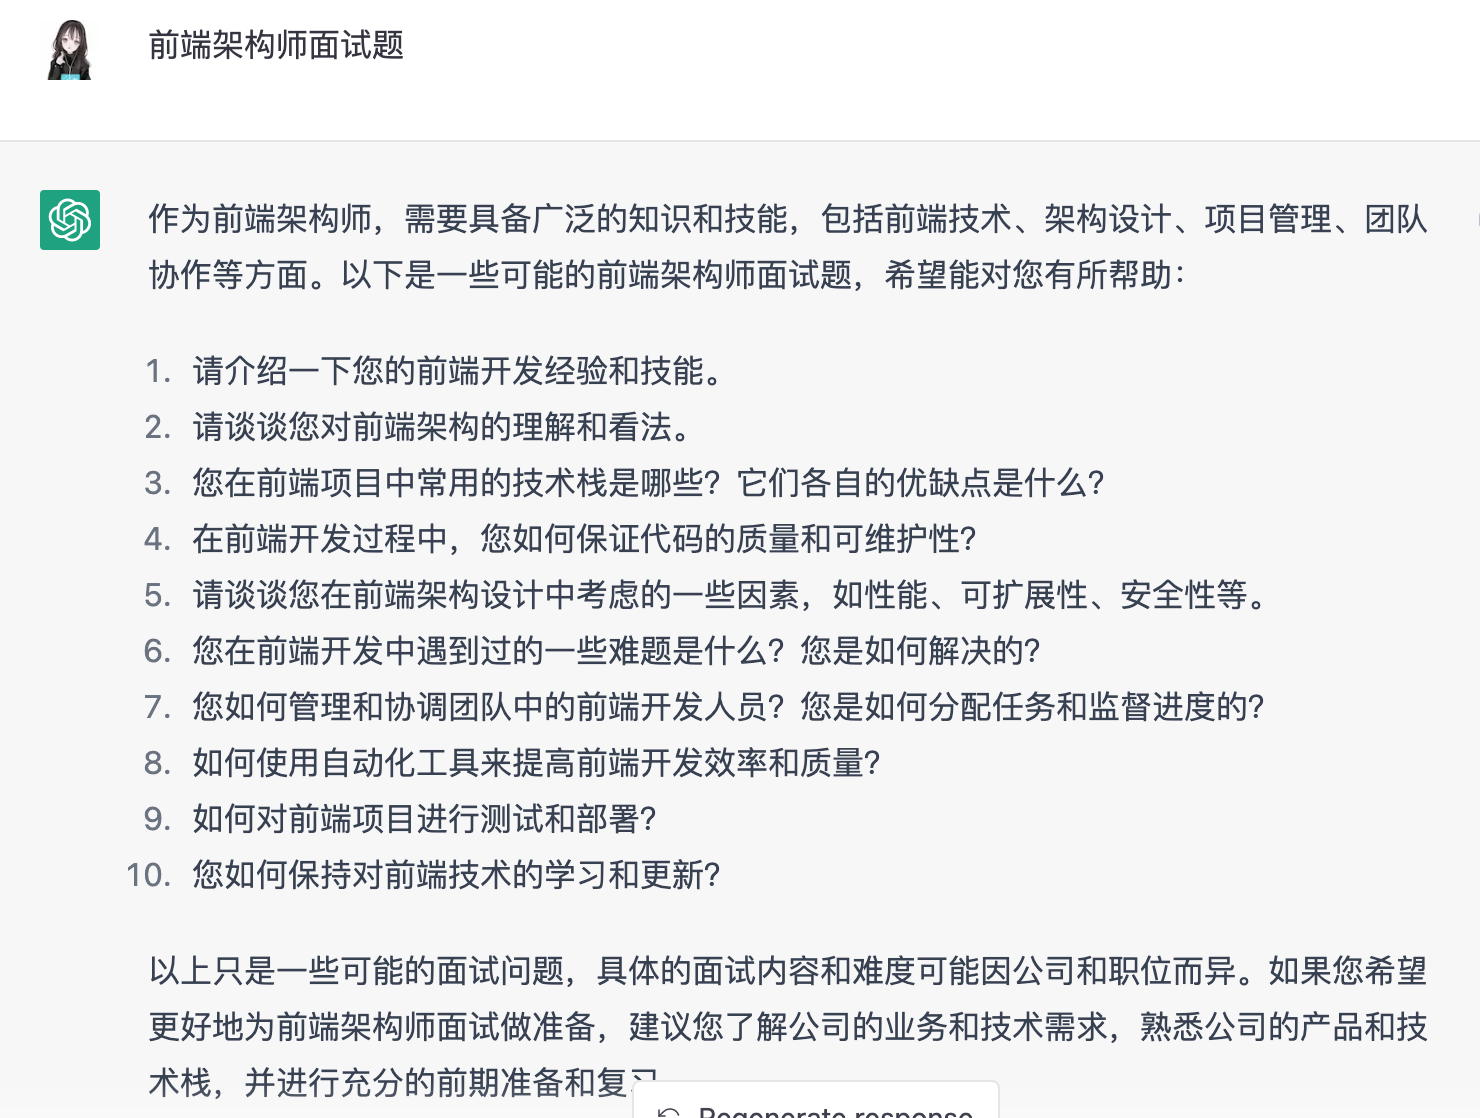 前端架构师面试题
作为前端架构师，需要具备广泛的知识和技能，包括前端技术、架构设计、项目管理、团队
协作等方面。以下是一些可能的前端架构师面试题，希望能对您有所帮助：
1. 请介绍一下您的前端开发经验和技能。
2. 请谈谈您对前端架构的理解和看法。
3. 您在前端项目中常用的技术栈是哪些？它们各自的优缺点是什么？
4. 在前端开发过程中，您如何保证代码的质量和可维护性？
5. 请谈谈您在前端架构设计中考虑的一些因素，如性能、可扩展性、安全性等。
6. 您在前端开发中遇到过的一些难题是什么？您是如何解决的？
7. 您如何管理和协调团队中的前端开发人员？您是如何分配任务和监督进度的？
8. 如何使用自动化工具来提高前端开发效率和质量？
9. 如何对前端项目进行测试和部署？
10. 您如何保持对前端技术的学习和更新？
以上只是一些可能的面试问题，具体的面试内容和难度可能因公司和职位而异。如果您希望
更好地为前端架构师面试做准备，建议您了解公司的业务和技术需求，熟悉公司的产品和技
术栈，并进行充分的前期准备和复习
Regenerate response